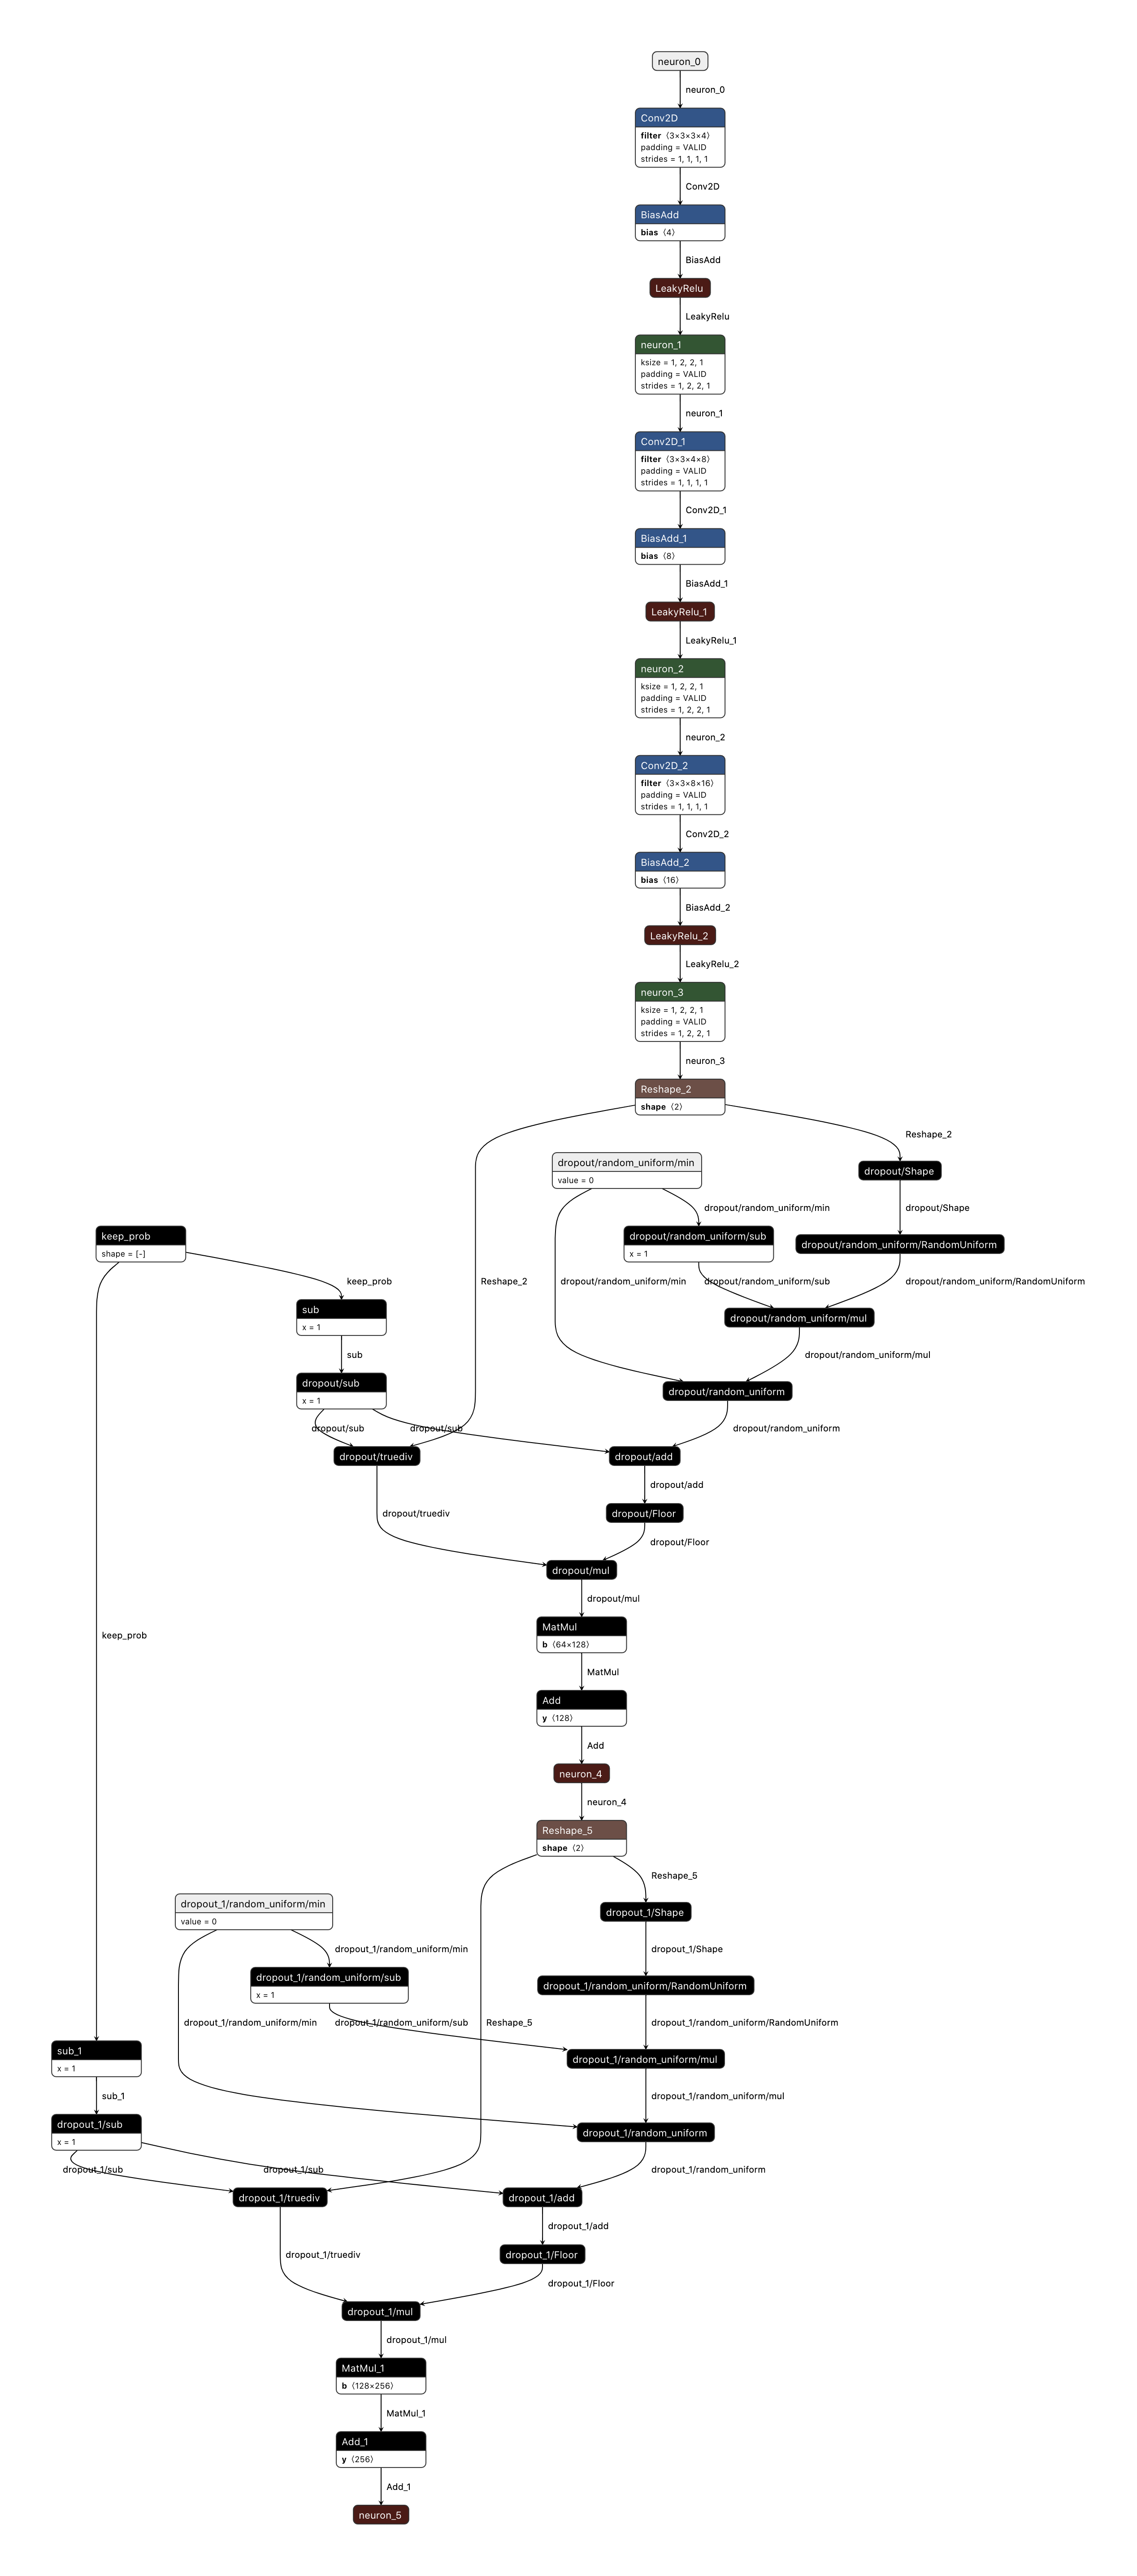 neuron_0
neuron_0
Conv2D
filter 〈3×3×3×4〉
padding = VALID
strides = 1, 1, 1, 1
Conv2D
BiasAdd
bias 〈4〉
BiasAdd
LeakyRelu
LeakyRelu
neuron_1
ksize = 1, 2, 2, 1
padding = VALID
strides = 1, 2, 2, 1
neuron_1
Conv2D_1
filter 〈3×3×4×8〉
padding = VALID
strides = 1, 1, 1, 1
Conv2D_1
BiasAdd_1
bias 〈8〉
BiasAdd_1
LeakyRelu_1
LeakyRelu_1
neuron_2
ksize = 1, 2, 2, 1
padding = VALID
strides = 1, 2, 2, 1
neuron_2
Conv2D_2
filter 〈3×3×8×16〉
padding = VALID
strides = 1, 1, 1, 1
Conv2D_2
BiasAdd_2
bias 〈16〉
BiasAdd_2
LeakyRelu_2
LeakyRelu_2
neuron_3
ksize = 1, 2, 2, 1
padding = VALID
strides = 1, 2, 2, 1
neuron_3
Reshape_2
shape 〈2〉
Reshape_2
dropout/random_uniform/min
value = 0
dropout/Shape
dropout/random_uniform/min
dropout/Shape
keep_prob
shape = [-]
dropout/random_uniform/sub
x = 1
dropout/random_uniform/RandomUniform
keep_prob
Reshape_2
dropout/random_uniform/min
dropout/random_uniform/sub
dropout/random_uniform/RandomUniform
sub
x = 1
dropout/random_uniform/mul
sub
dropout/random_uniform/mul
dropout/sub
x = 1
dropout/random_uniform
dropout/sub
dropout/sub
dropout/random_uniform
dropout/truediv
dropout/add
dropout/add
dropout/truediv
dropout/Floor
dropout/Floor
dropout/mul
dropout/mul
keep_prob
MatMul
b 〈64×128〉
MatMul
Add
y 〈128〉
Add
neuron_4
neuron_4
Reshape_5
shape 〈2〉
Reshape_5
dropout_1/random_uniform/min
value = 0
dropout_1/Shape
dropout_1/random_uniform/min
dropout_1/Shape
dropout_1/random_uniform/sub
x = 1
dropout_1/random_uniform/RandomUniform
dropout_1/random_uniform/min
dropout_1/random_uniform/sub
Reshape_5
dropout_1/random_uniform/RandomUniform
sub_1
x = 1
dropout_1/random_uniform/mul
sub_1
dropout_1/random_uniform/mul
dropout_1/sub
x = 1
dropout_1/random_uniform
dropout_1/sub
dropout_1/sub
dropout_1/random_uniform
dropout_1/truediv
dropout_1/add
dropout_1/add
dropout_1/truediv
dropout_1/Floor
dropout_1/Floor
dropout_1/mul
dropout_1/mul
MatMul_1
b 〈128×256〉
MatMul_1
Add_1
y 〈256〉
Add_1
neuron_5